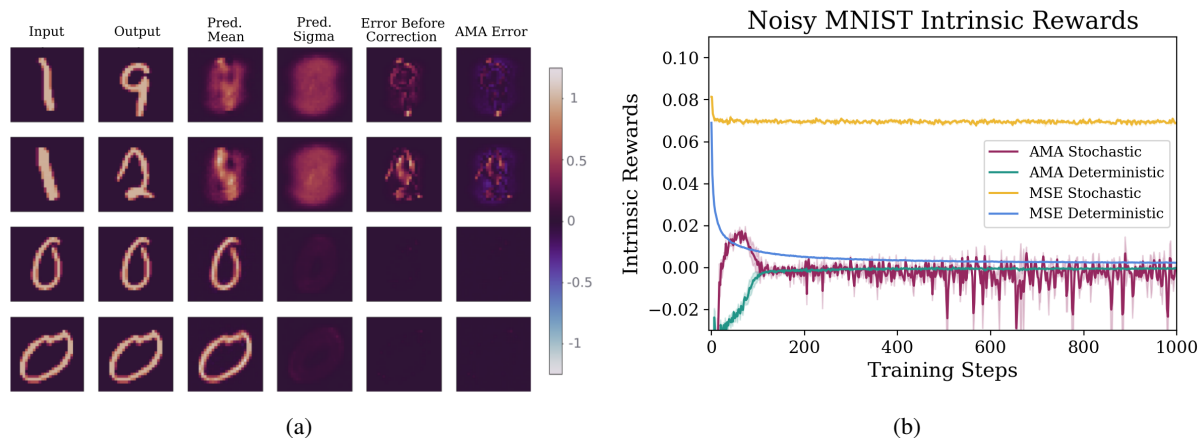 Input
Output
Pred.
Mean
Pred.
Sigma
Error Before
Correction
AMA Error
1
0.5
0
-0.5
-1
(a)
Noisy MNIST Intrinsic Rewards
Intrinsic Rewards
0.10
0.08
0.06
0.04
0.02
0.00
−0.02
AMA Stochastic
AMA Deterministic
MSE Stochastic
MSE Deterministic
0
200
400
600
800
1000
Training Steps
(b)